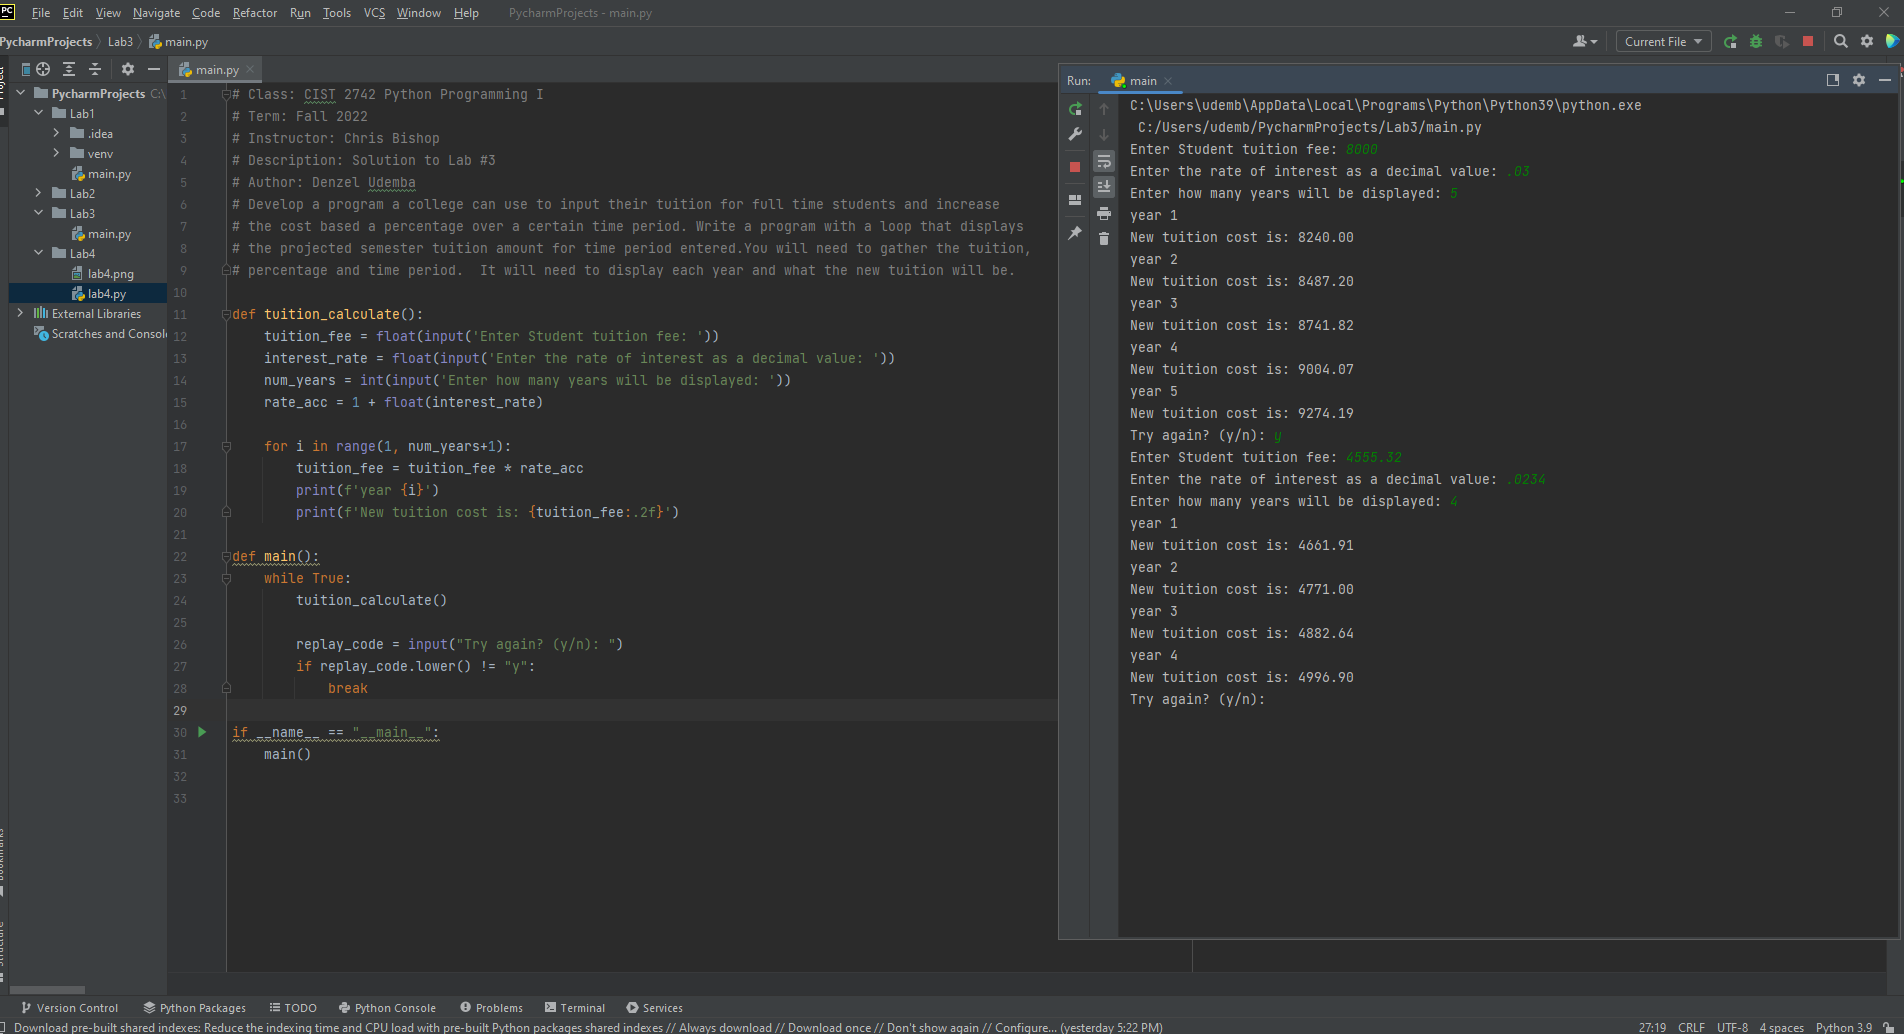 PC File Edit View Navigate Code Refactor Run Tools VCS Window Help PycharmProjects - main.py
PycharmProjects Lab3 main.py
Current File
main.py
PycharmProjects C:\
Lab1
.idea
venv
main.py
Lab2
Lab3
main.py
Lab4
lab4.png
lab4.py
External Libraries
Scratches and Consol
1 # Class: CIST 2742 Python Programming I
2 # Term: Fall 2022
3 # Instructor: Chris Bishop
4 # Description: Solution to Lab #3
5 # Author: Denzel Udemba
6 # Develop a program a college can use to input their tuition for full time students and increase
7 # the cost based a percentage over a certain time period. Write a program with a loop that displays
8 # the projected semester tuition amount for time period entered.You will need to gather the tuition,
9 # percentage and time period.  It will need to display each year and what the new tuition will be.
10
11 def tuition_calculate():
12     tuition_fee = float(input('Enter Student tuition fee: '))
13     interest_rate = float(input('Enter the rate of interest as a decimal value: '))
14     num_years = int(input('Enter how many years will be displayed: '))
15     rate_acc = 1 + float(interest_rate)
16
17     for i in range(1, num_years+1):
18         tuition_fee = tuition_fee * rate_acc
19         print(f'year {i}')
20         print(f'New tuition cost is: {tuition_fee:.2f}')
21
22 def main():
23     while True:
24         tuition_calculate()
25
26         replay_code = input("Try again? (y/n): ")
27         if replay_code.lower() != "y":
28             break
29
30 if __name__ == "__main__":
31     main()
32
33
Run: main
C:\Users\udemb\AppData\Local\Programs\Python\Python39\python.exe
C:/Users/udemb/PycharmProjects/Lab3/main.py
Enter Student tuition fee: 8000
Enter the rate of interest as a decimal value: .03
Enter how many years will be displayed: 5
year 1
New tuition cost is: 8240.00
year 2
New tuition cost is: 8487.20
year 3
New tuition cost is: 8741.82
year 4
New tuition cost is: 9004.07
year 5
New tuition cost is: 9274.19
Try again? (y/n): y
Enter Student tuition fee: 4555.32
Enter the rate of interest as a decimal value: .0234
Enter how many years will be displayed: 4
year 1
New tuition cost is: 4661.91
year 2
New tuition cost is: 4771.00
year 3
New tuition cost is: 4882.64
year 4
New tuition cost is: 4996.90
Try again? (y/n):
Version Control Python Packages TODO Python Console Problems Terminal Services
Download pre-built shared indexes: Reduce the indexing time and CPU load with pre-built Python packages shared indexes // Always download // Download once // Don't show again // Configure... (yesterday 5:22 PM) 27:19 CRLF UTF-8 4 spaces Python 3.9